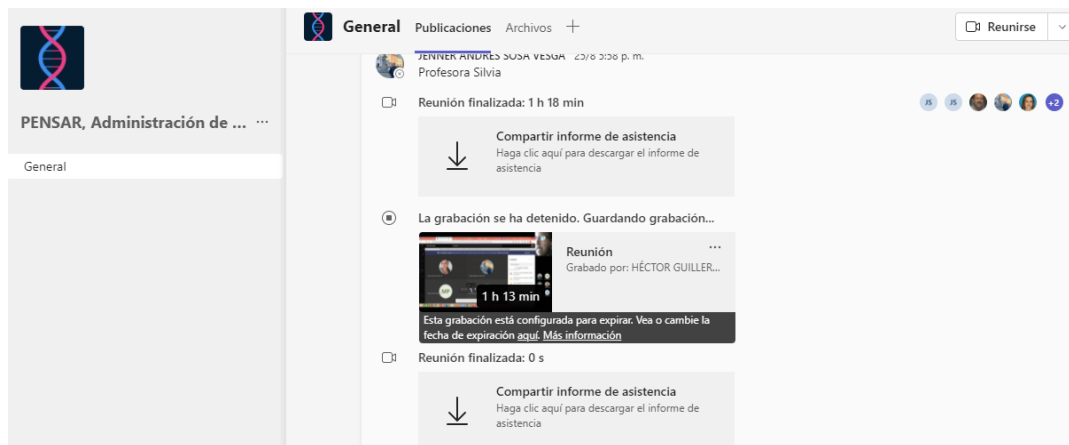 General Publicaciones Archivos
Reunirse
PENSAR, Administración de ... ...
General
JENNER ANDRES SOSA VESGA 25/8 5:58 p. m.
Profesora Silvia
Reunión finalizada: 1 h 18 min
JS JS +2
Compartir informe de asistencia
Haga clic aquí para descargar el informe de
asistencia
La grabación se ha detenido. Guardando grabación...
Reunión ...
Grabado por: HÉCTOR GUILLER...
MP
1 h 13 min
Esta grabación está configurada para expirar. Vea o cambie la
fecha de expiración aquí. Más información
Reunión finalizada: 0 s
Compartir informe de asistencia
Haga clic aquí para descargar el informe de
asistencia